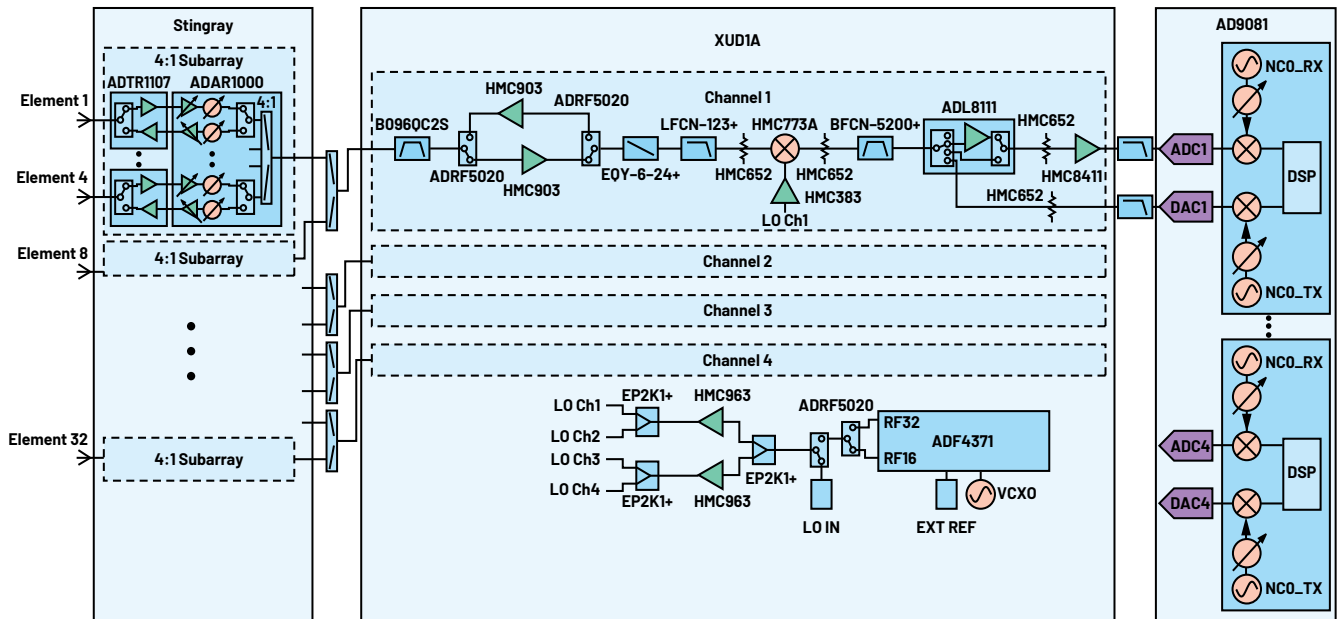 Stingray
XUD1A
AD9081
4:1 Subarray
ADTR1107
ADAR1000
4:1
Element 1
Element 4
Element 8
4:1 Subarray
Element 32
4:1 Subarray
Channel 1
B096QC2S
ADRF5020
HMC903
HMC903
ADRF5020
EQY-6-24+
LFCN-123+
HMC652
HMC773A
HMC652
HMC383
LO Ch1
BFCN-5200+
ADL8111
HMC652
HMC8411
HMC652
Channel 2
Channel 3
Channel 4
LO Ch1
LO Ch2
LO Ch3
LO Ch4
EP2K1+
EP2K1+
HMC963
HMC963
EP2K1+
ADRF5020
LO IN
RF32
RF16
ADF4371
EXT REF
VCXO
NCO_RX
ADC1
DAC1
DSP
NCO_TX
NCO_RX
ADC4
DAC4
DSP
NCO_TX